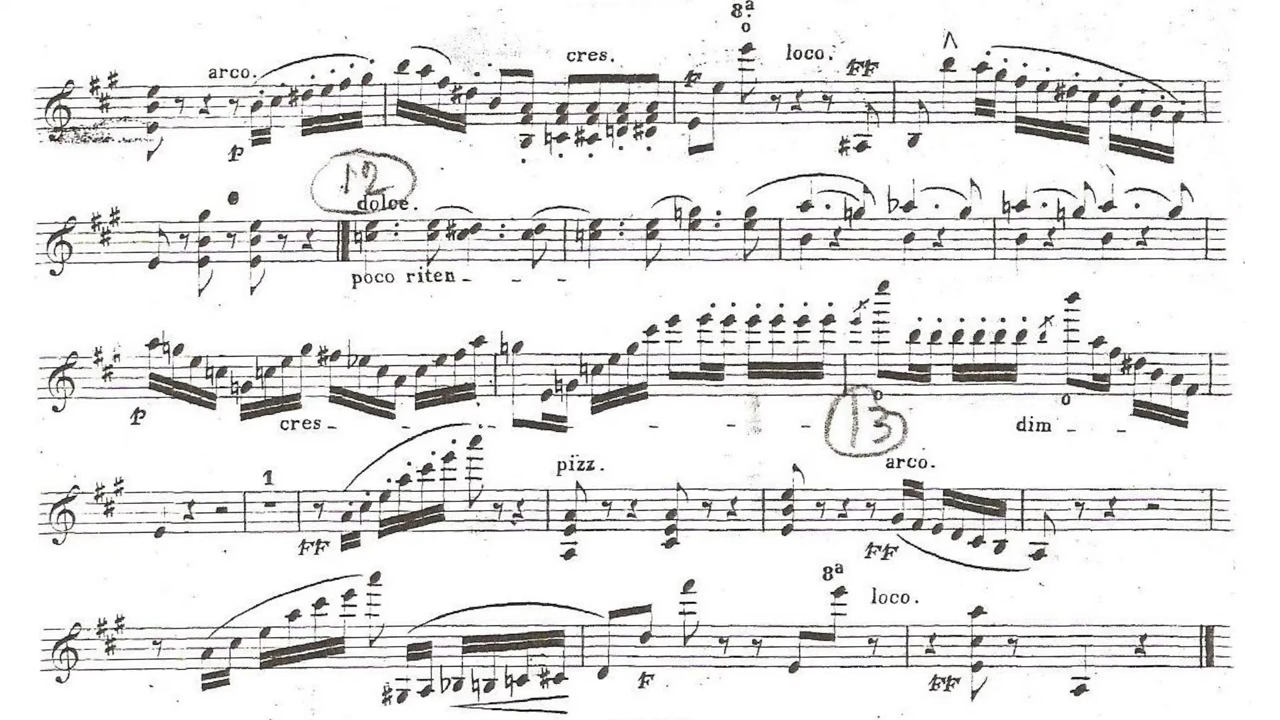 8ª
arco. cres. loco. FF
P F
12
dolce.
poco riten
P cres dim
13
1 pizz. arco.
FF FF
8ª loco.
F FF